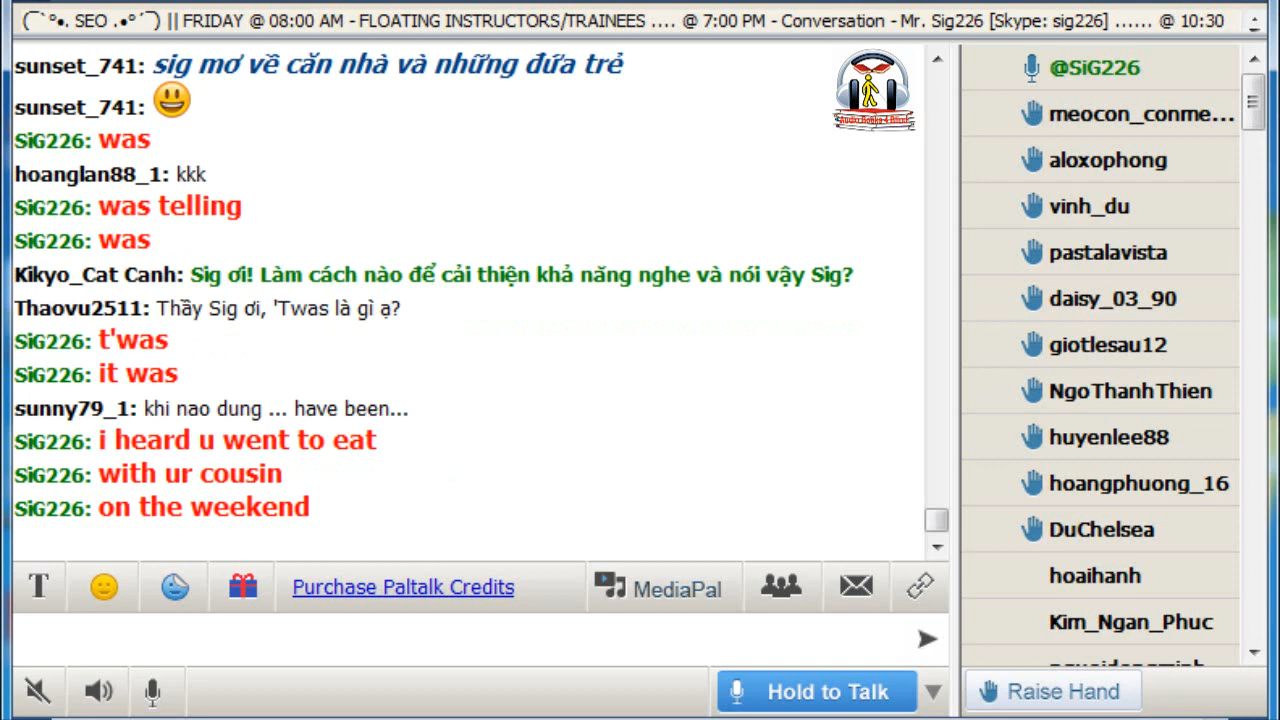 (¯`°•. SEO .•°´¯) || FRIDAY @ 08:00 AM - FLOATING INSTRUCTORS/TRAINEES .... @ 7:00 PM - Conversation - Mr. Sig226 [Skype: sig226] ...... @ 10:30
sunset_741: sig mơ về căn nhà và những đứa trẻ
sunset_741: 😃
SiG226: was
hoanglan88_1: kkk
SiG226: was telling
SiG226: was
Kikyo_Cat Canh: Sig ơi! Làm cách nào để cải thiện khả năng nghe và nói vậy Sig?
Thaovu2511: Thầy Sig ơi, 'Twas là gì ạ?
SiG226: t'was
SiG226: it was
sunny79_1: khi nao dung ... have been...
SiG226: i heard u went to eat
SiG226: with ur cousin
SiG226: on the weekend
Audio Books 4 Blind
T
Purchase Paltalk Credits
MediaPal
Hold to Talk
@SiG226
meocon_conme...
aloxophong
vinh_du
pastalavista
daisy_03_90
giotlesau12
NgoThanhThien
huyenlee88
hoangphuong_16
DuChelsea
hoaihanh
Kim_Ngan_Phuc
Raise Hand